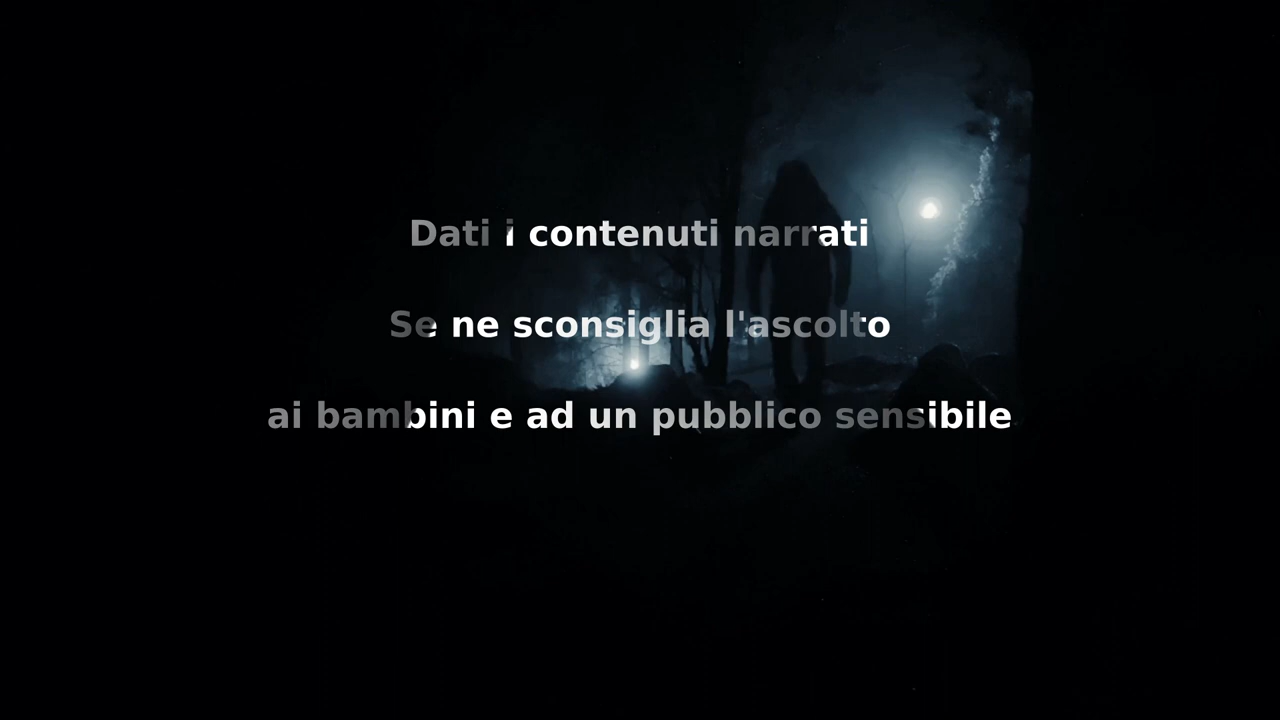 Dati i contenuti narrati
Se ne sconsiglia l'ascolto
ai bambini e ad un pubblico sensibile